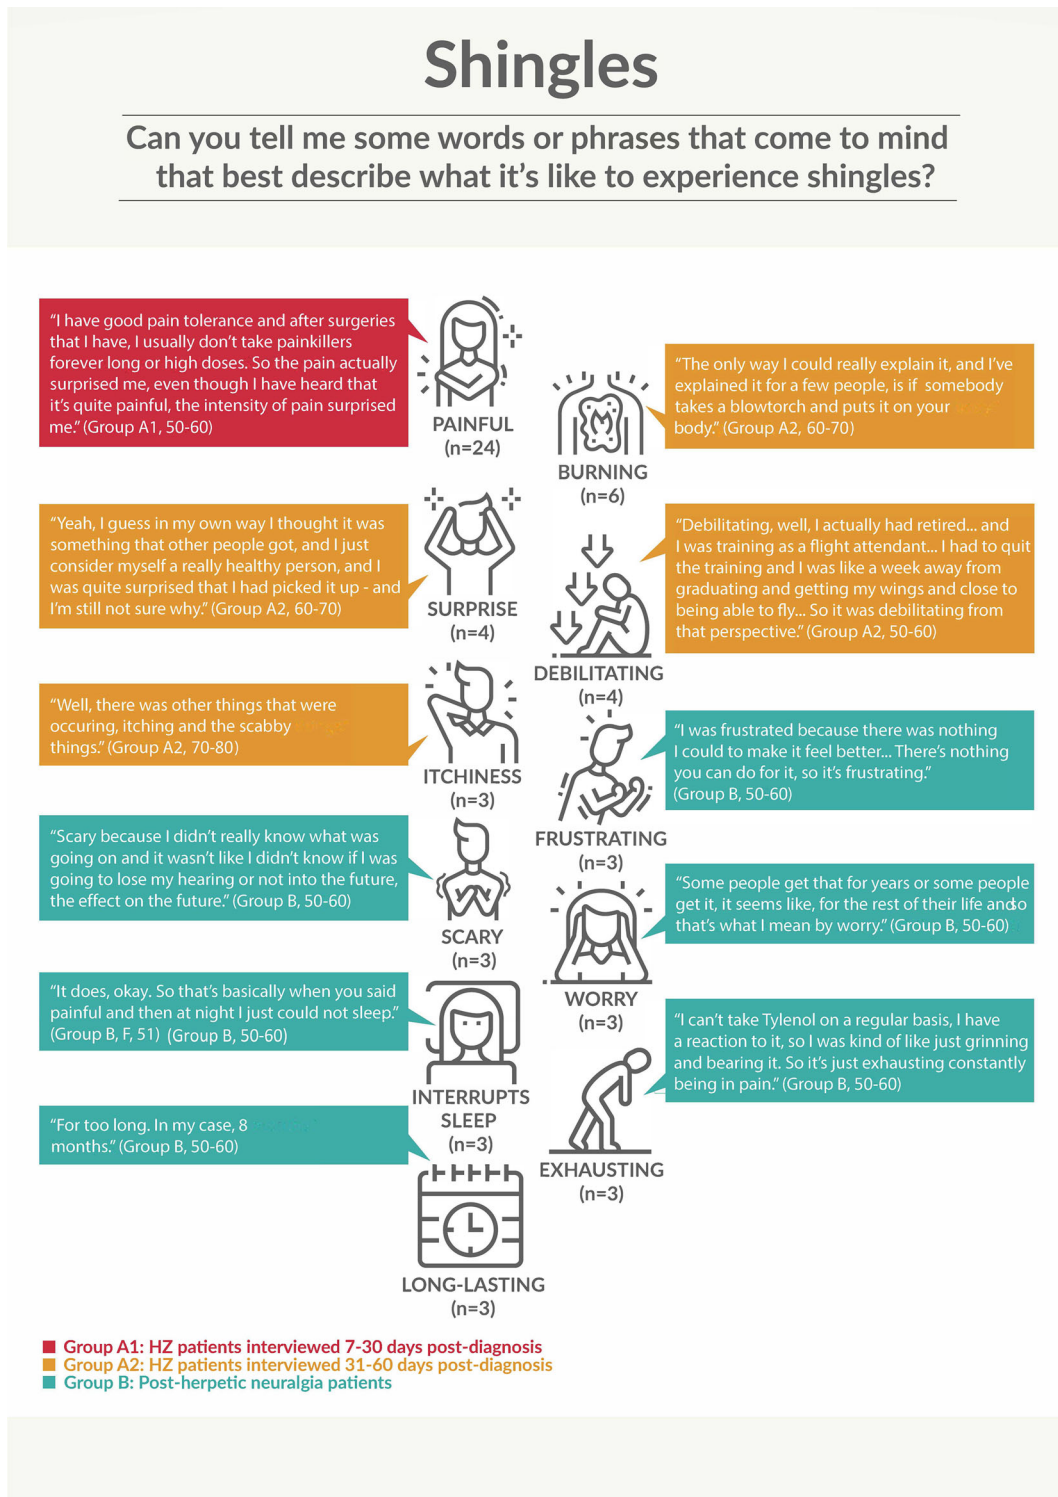 Shingles
Can you tell me some words or phrases that come to mind
that best describe what it's like to experience shingles?
"I have good pain tolerance and after surgeries
that I have, I usually don't take painkillers
forever long or high doses. So the pain actually
surprised me, even though I have heard that
it's quite painful, the intensity of pain surprised
me." (Group A1, 50-60)
PAINFUL
(n=24)
"The only way I could really explain it, and I've
explained it for a few people, is if somebody
takes a blowtorch and puts it on your
body." (Group A2, 60-70)
BURNING
(n=6)
"Yeah, I guess in my own way I thought it was
something that other people got, and I just
consider myself a really healthy person, and I
was quite surprised that I had picked it up - and
I'm still not sure why." (Group A2, 60-70)
SURPRISE
(n=4)
"Debilitating, well, I actually had retired... and
I was training as a flight attendant... I had to quit
the training and I was like a week away from
graduating and getting my wings and close to
being able to fly... So it was debilitating from
that perspective." (Group A2, 50-60)
DEBILITATING
(n=4)
"Well, there was other things that were
occuring, itching and the scabby
things." (Group A2, 70-80)
ITCHINESS
(n=3)
"I was frustrated because there was nothing
I could to make it feel better... There's nothing
you can do for it, so it's frustrating."
(Group B, 50-60)
FRUSTRATING
(n=3)
"Scary because I didn't really know what was
going on and it wasn't like I didn't know if I was
going to lose my hearing or not into the future,
the effect on the future." (Group B, 50-60)
SCARY
(n=3)
"Some people get that for years or some people
get it, it seems like, for the rest of their life and so
that's what I mean by worry." (Group B, 50-60)
WORRY
(n=3)
"It does, okay. So that's basically when you said
painful and then at night I just could not sleep."
(Group B, F, 51) (Group B, 50-60)
INTERRUPTS
SLEEP
(n=3)
"I can't take Tylenol on a regular basis, I have
a reaction to it, so I was kind of like just grinning
and bearing it. So it's just exhausting constantly
being in pain." (Group B, 50-60)
EXHAUSTING
(n=3)
"For too long. In my case, 8
months." (Group B, 50-60)
LONG-LASTING
(n=3)
Group A1: HZ patients interviewed 7-30 days post-diagnosis
Group A2: HZ patients interviewed 31-60 days post-diagnosis
Group B: Post-herpetic neuralgia patients